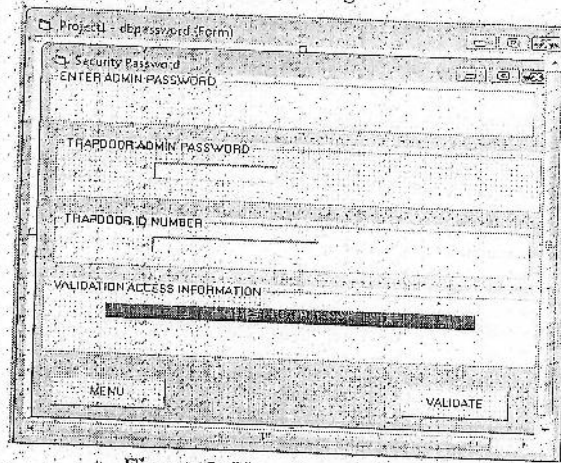 Project1 - dbpassword (Form)
Security Password
ENTER ADMIN PASSWORD
TRAPDOOR ADMIN PASSWORD
TRAPDOOR ID NUMBER
VALIDATION ACCESS INFORMATION
MENU
VALIDATE